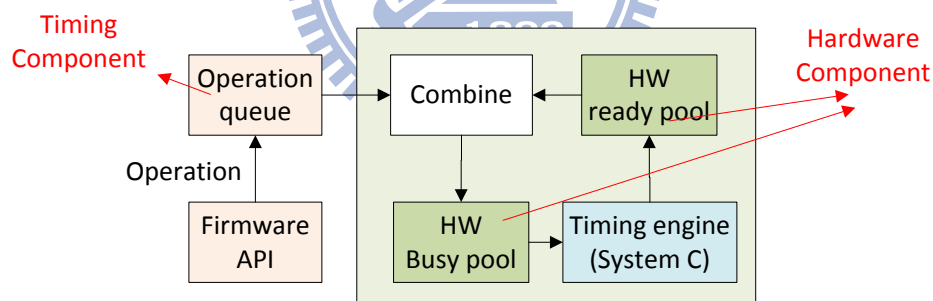 Timing
Component
Operation
queue
Operation
Firmware
API
1896
Combine
HW
ready pool
HW
Busy pool
Timing engine
(System C)
Hardware
Component